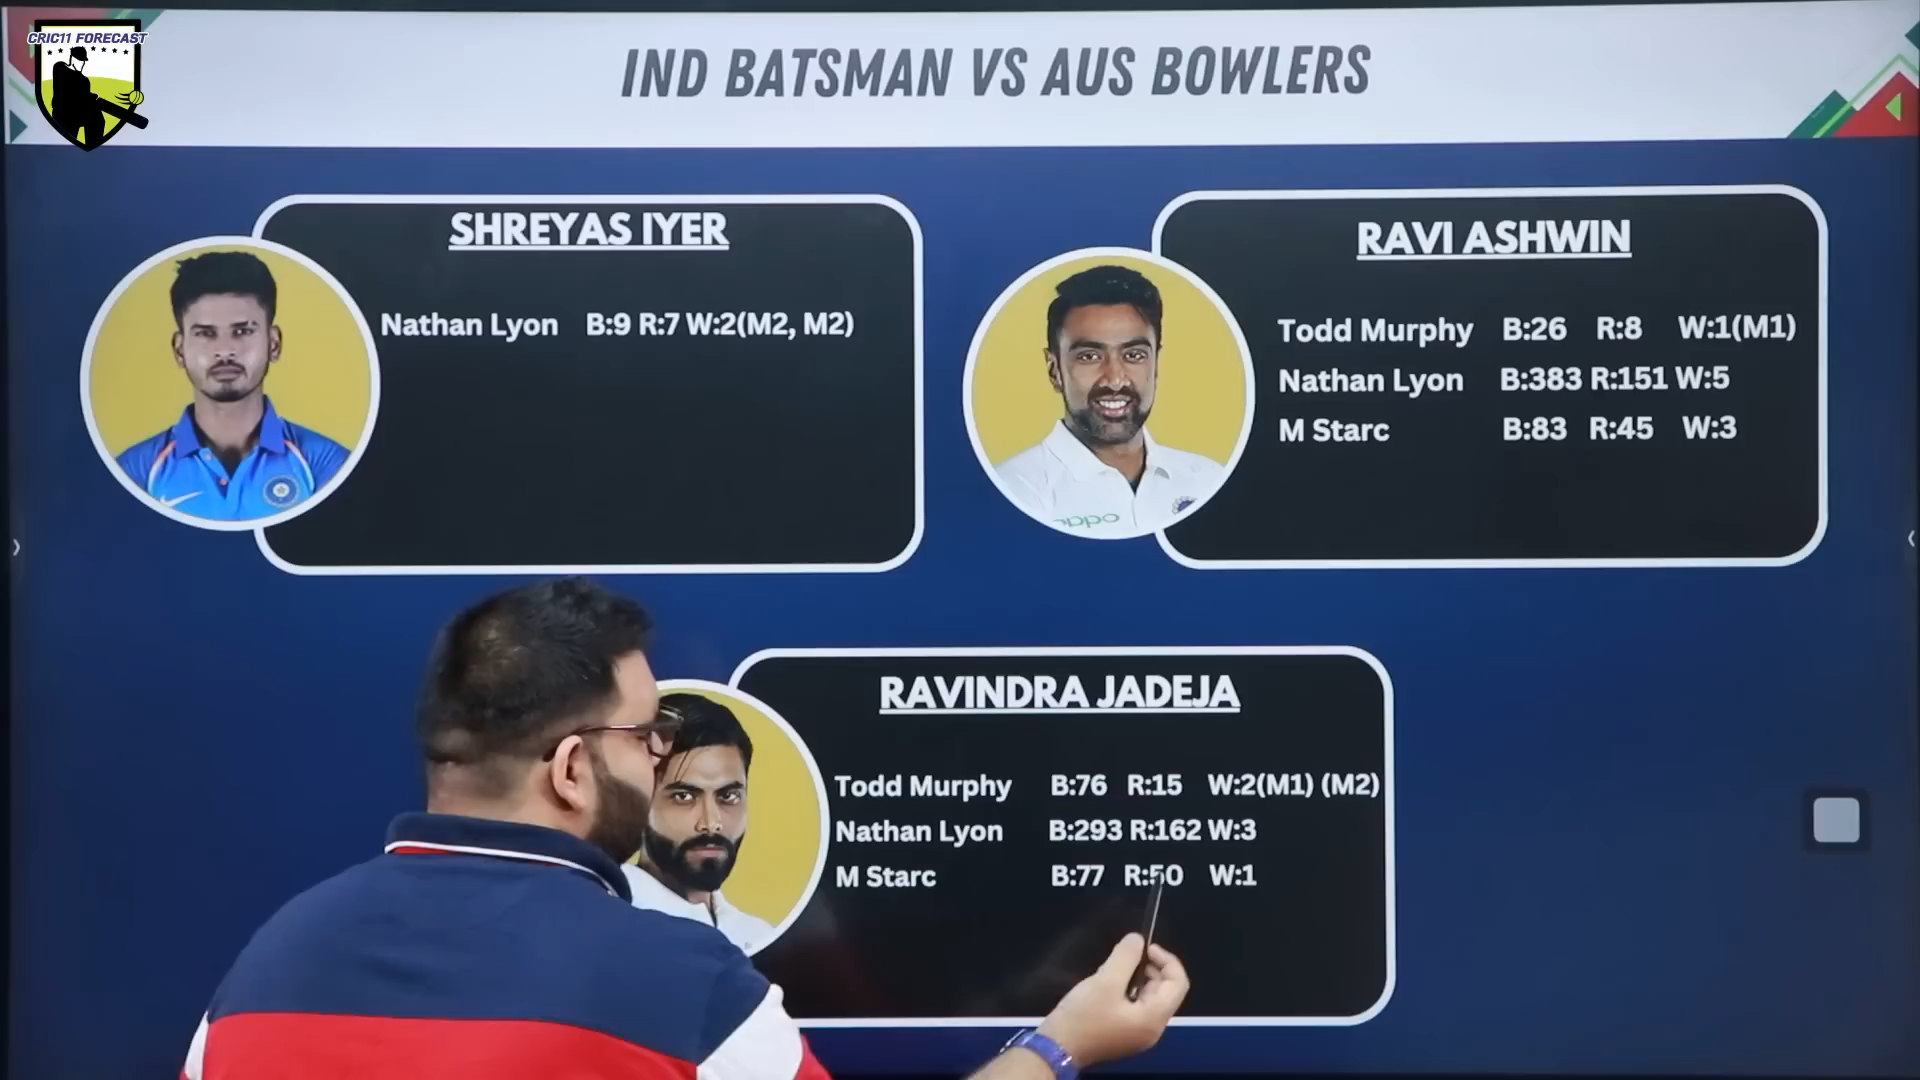 CRIC11 FORECAST
IND BATSMAN VS AUS BOWLERS
SHREYAS IYER
Nathan Lyon B:9 R:7 W:2(M2, M2)
RAVI ASHWIN
Todd Murphy B:26 R:8 W:1(M1)
Nathan Lyon B:383 R:151 W:5
M Starc B:83 R:45 W:3
oppo
RAVINDRA JADEJA
Todd Murphy B:76 R:15 W:2(M1) (M2)
Nathan Lyon B:293 R:162 W:3
M Starc B:77 R:50 W:1